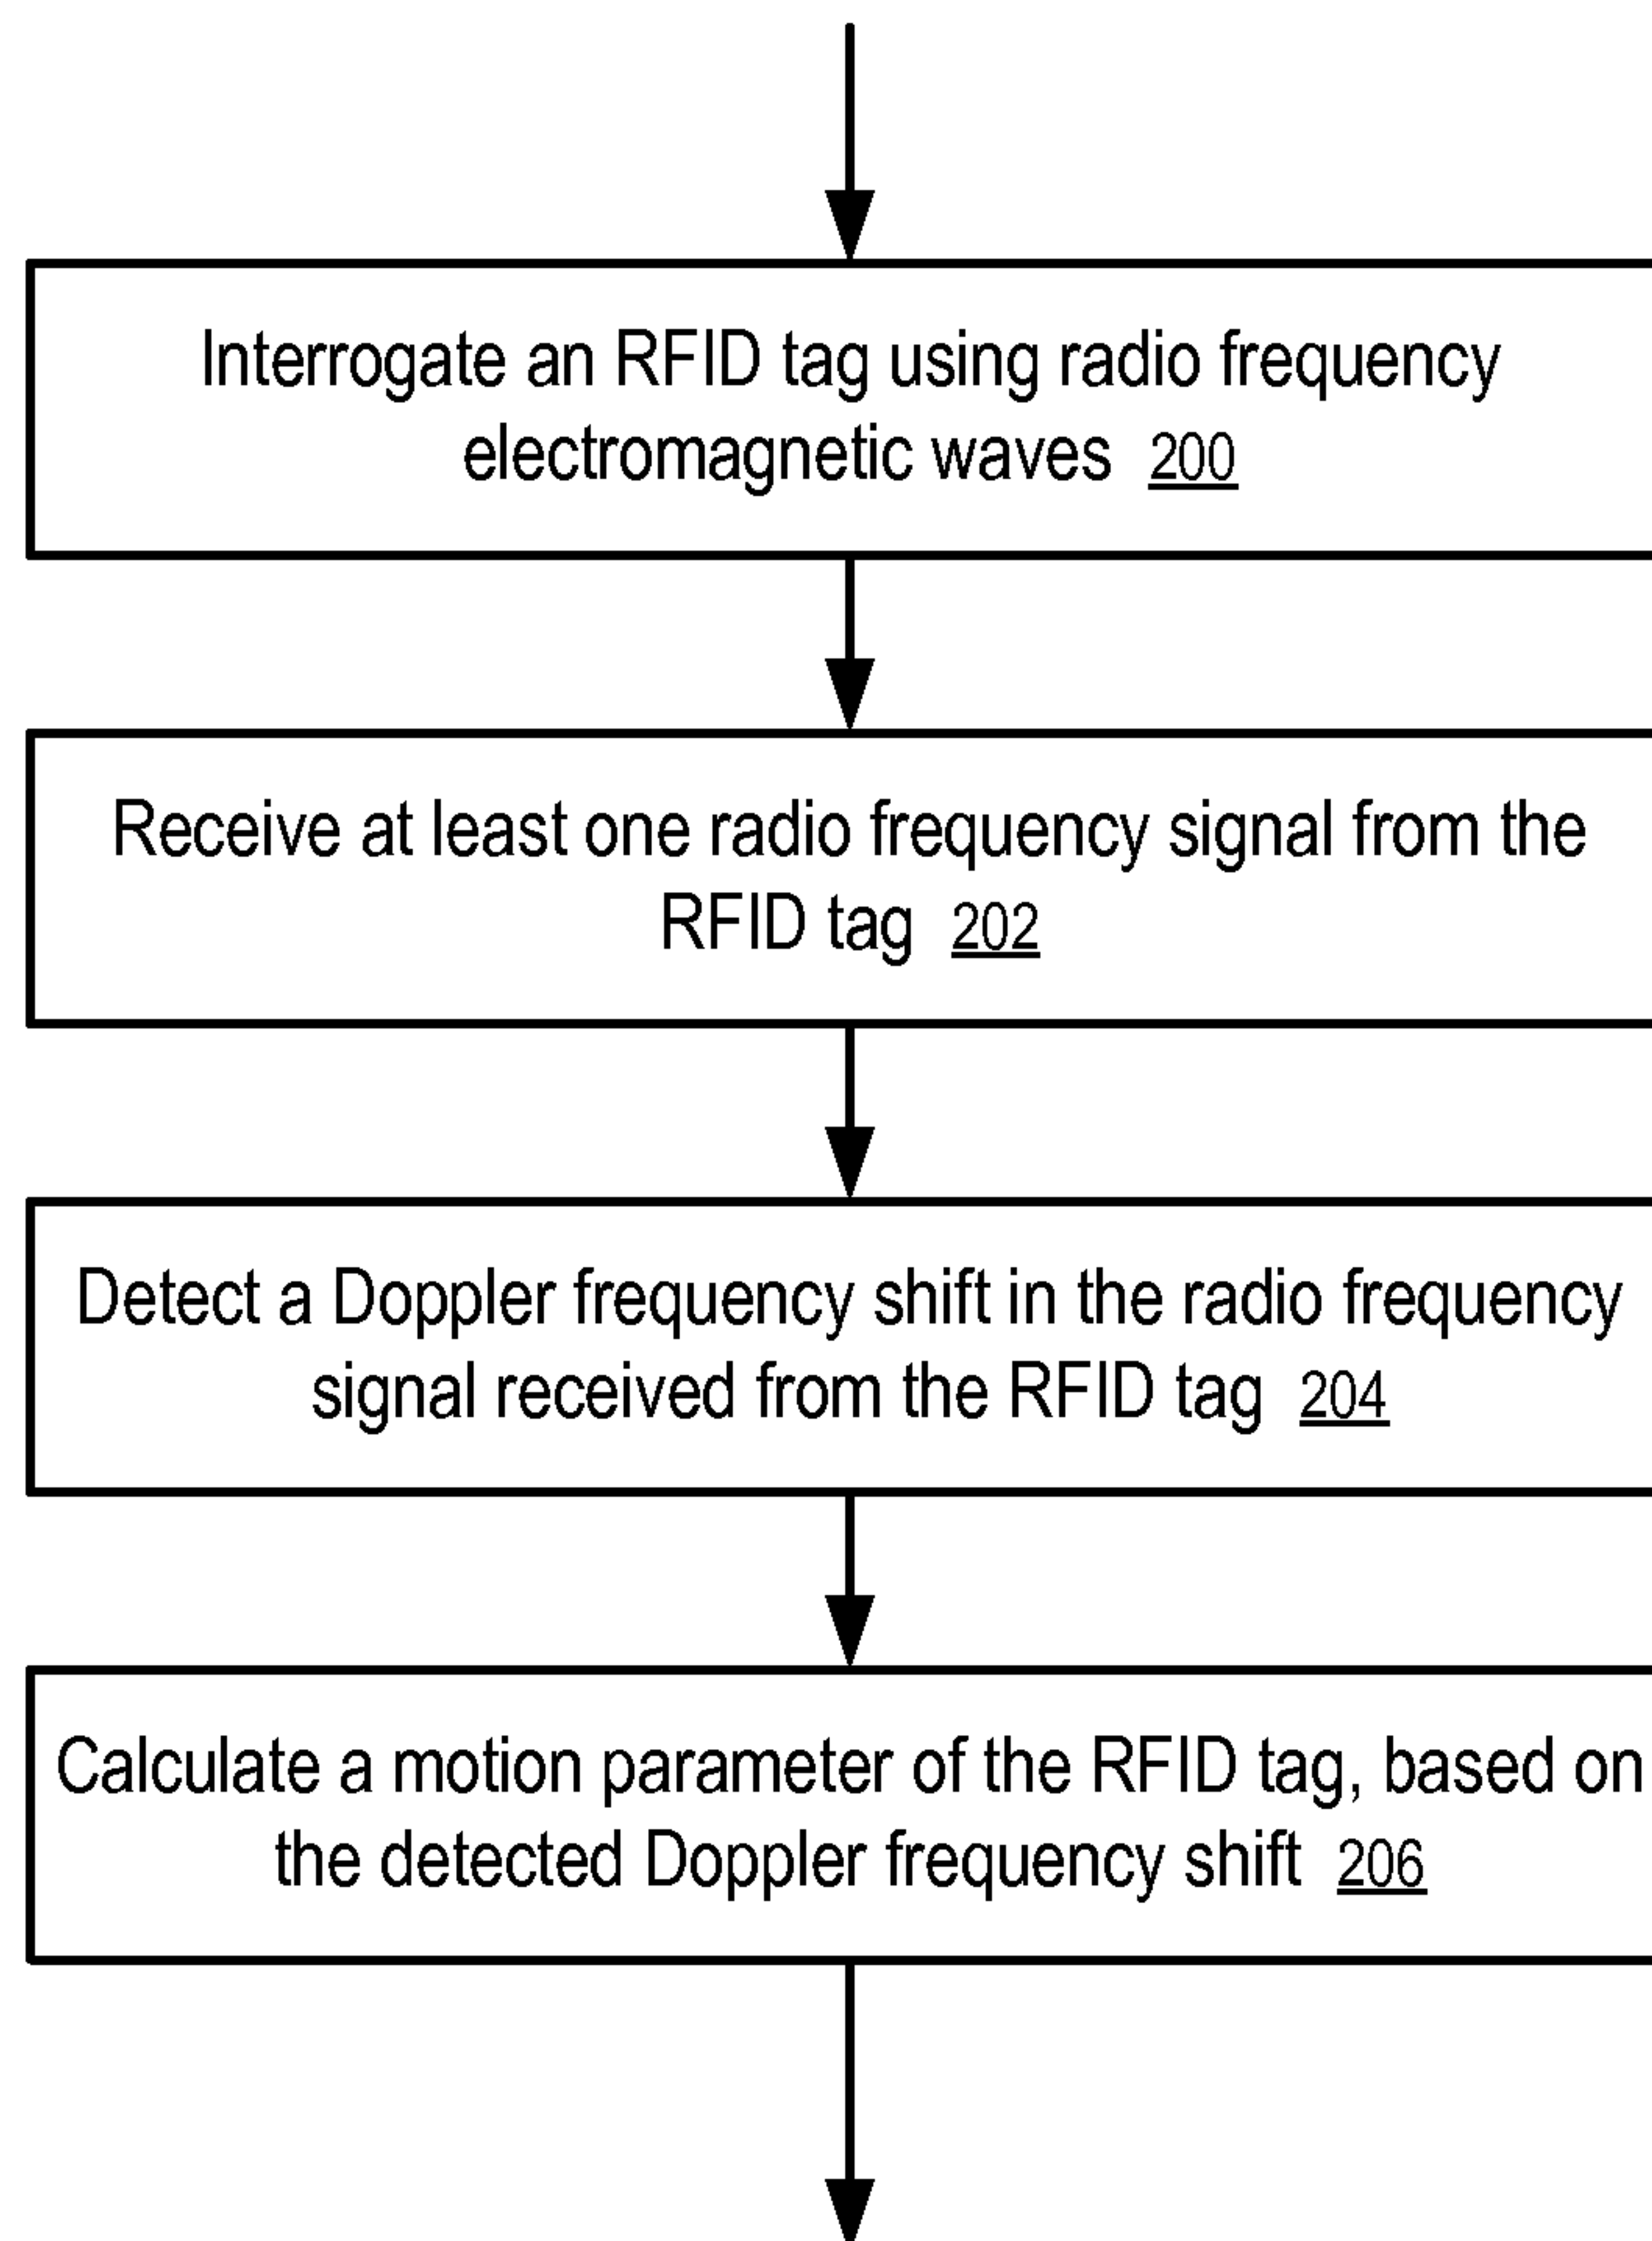 Interrogate an RFID tag using radio frequency
electromagnetic waves 200
Receive at least one radio frequency signal from the
RFID tag 202
Detect a Doppler frequency shift in the radio frequency
signal received from the RFID tag 204
Calculate a motion parameter of the RFID tag, based on
the detected Doppler frequency shift 206